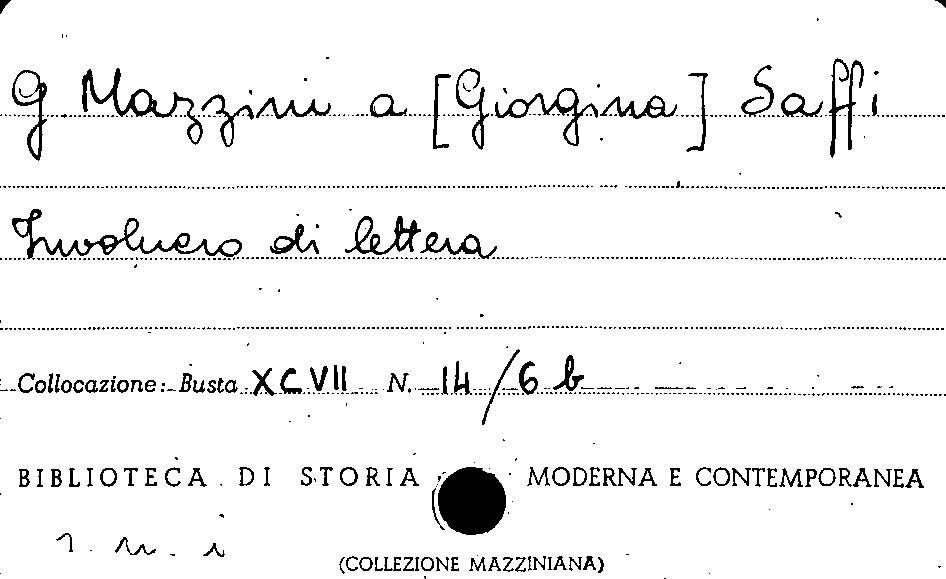 G. Mazzini a [Giorgina] Saffi
Involucro di lettera
Collocazione: Busta XCVII N. 14/6 b
BIBLIOTECA DI STORIA MODERNA E CONTEMPORANEA
(COLLEZIONE MAZZINIANA)